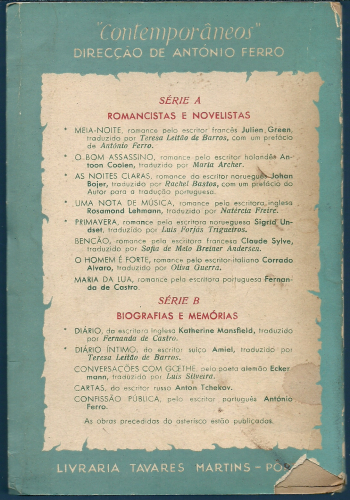 "Contemporâneos"
DIRECÇÃO DE ANTÓNIO FERRO
SÉRIE A
ROMANCISTAS E NOVELISTAS
* MEIA-NOITE, romance pelo escritor francês Julien Green,
traduzido por Teresa Leitão de Barros, com um prefácio
de António Ferro.
* O BOM ASSASSINO, romance pelo escritor holandês An-
toon Coolen, traduzido por Maria Archer.
* AS NOITES CLARAS, romance do escritor norueguês Johan
Bojer, traduzido por Rachel Bastos, com um prefácio do
Autor para a tradução portuguesa.
* UMA NOTA DE MÚSICA, romance pela escritora inglesa
Rosamond Lehmann, traduzido por Natércia Freire.
* PRIMAVERA, romance pela escritora norueguesa Sigrid Un-
dset, traduzido por Luís Forjás Trigueiros.
BENCÃO, romance pela escritora francesa Claude Sylve,
traduzido por Sofia de Melo Breiner Andersen.
O HOMEM É FORTE, romance pelo escritor italiano Corrado
Alvaro, traduzido por Oliva Guerra.
MARIA DA LUA, romance pela escritora portuguesa Fernan-
da de Castro.
SÉRIE B
BIOGRAFIAS E MEMÓRIAS
* DIÁRIO, da escritora inglesa Katherine Mansfield, traduzido
por Fernanda de Castro.
* DIÁRIO ÍNTIMO, do escritor suíço Amiel, traduzido por
Teresa Leitão de Barros.
CONVERSAÇÕES COM GŒTHE, pelo poeta alemão Ecker
mann, traduzido por Luís Silveira.
CARTAS, do escritor russo Anton Tchekov.
CONFISSÃO PÚBLICA, pelo escritor português António
Ferro.
As obras precedidas do asterisco estão publicadas.
LIVRARIA TAVARES MARTINS — PO